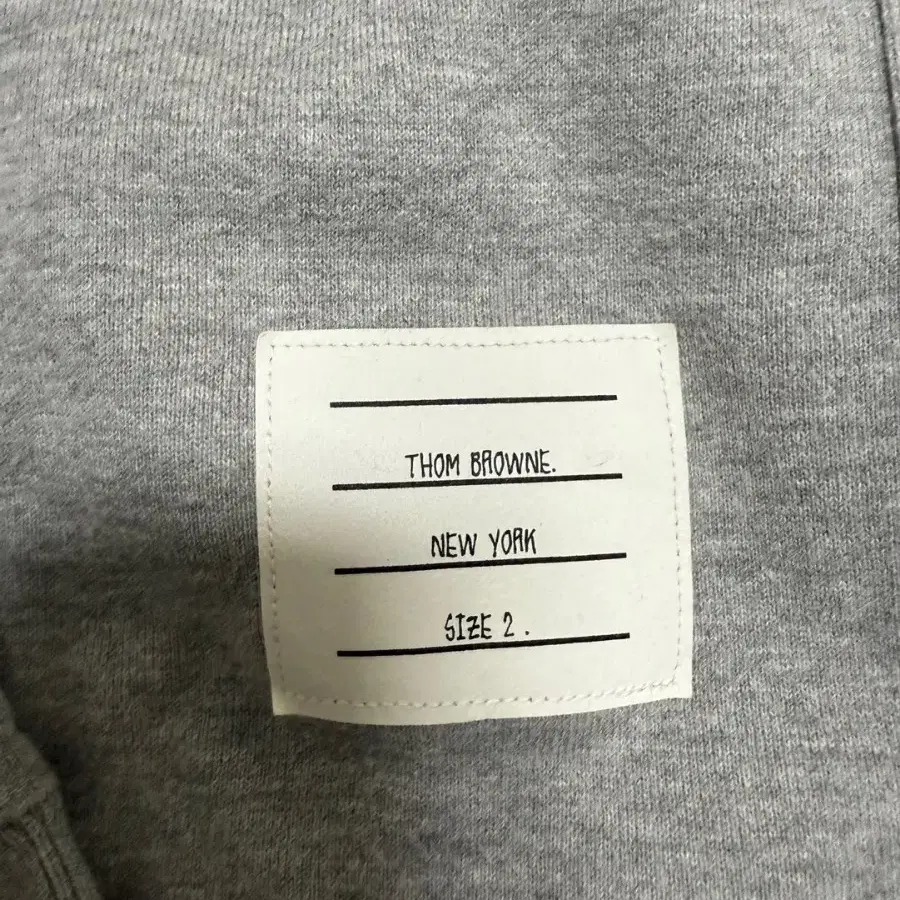 THOM BROWNE.
NEW YORK
SIZE 2 .